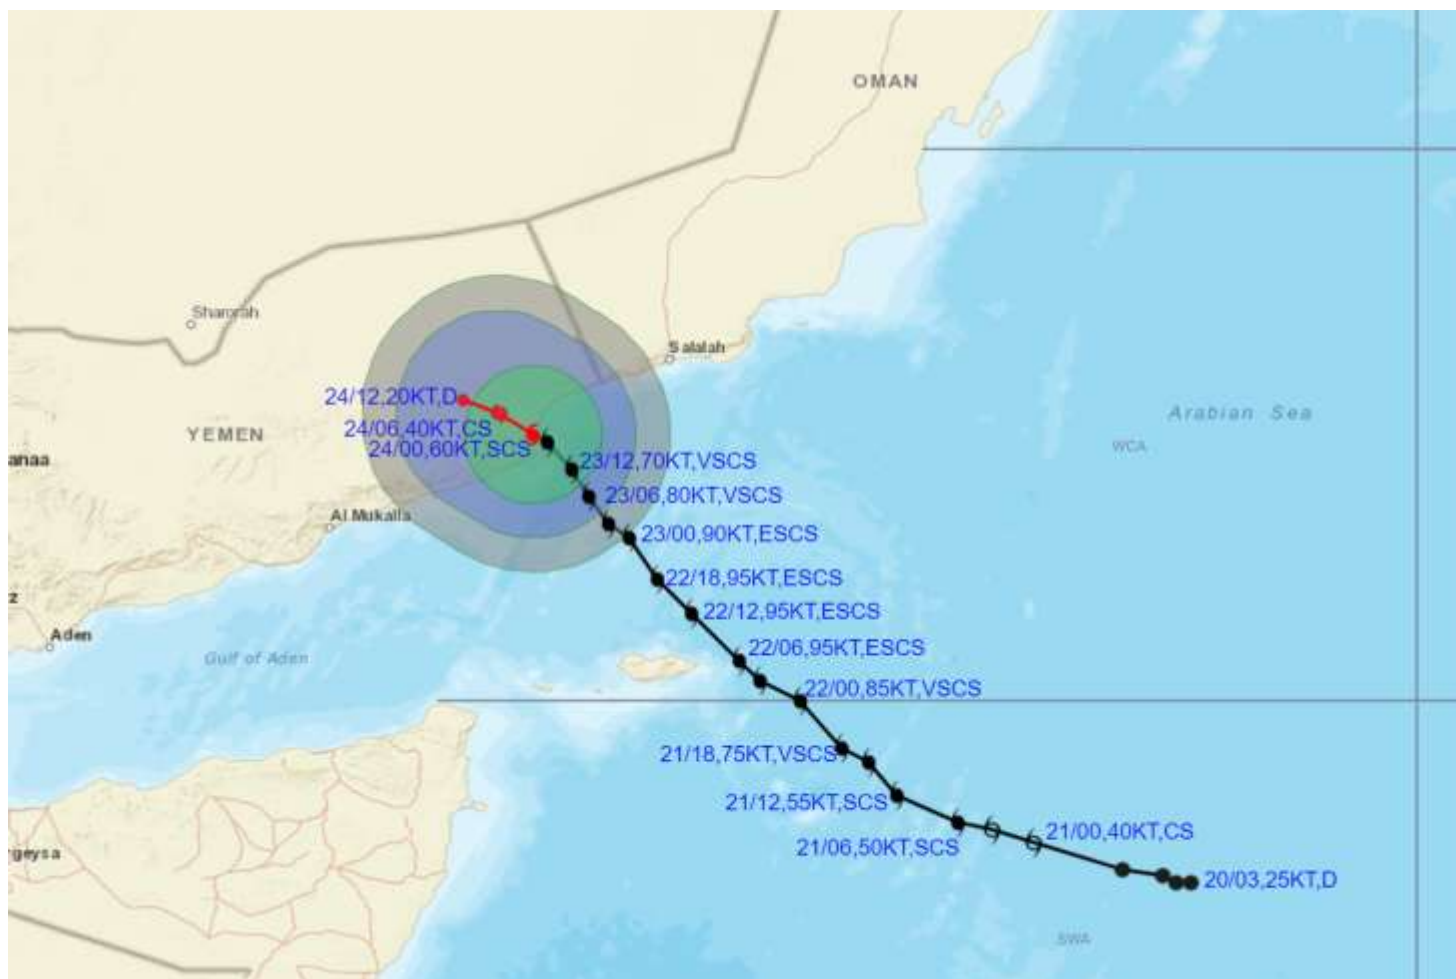 OMAN
Sharorah
Salalah
24/12,20KT,D
Arabian Sea
24/06,40KT,CS
YEMEN
WCA
24/00,60KT,SCS
anaa
23/12,70KT,VSCS
23/06,80KT,VSCS
Al Mukalla
23/00,90KT,ESCS
22/18,95KT,ESCS
z
22/12,95KT,ESCS
Aden
22/06,95KT,ESCS
Gulf of Aden
22/00,85KT,VSCS
21/18,75KT,VSCS
21/12,55KT,SCS
21/00,40KT,CS
21/06,50KT,SCS
rgeysa
20/03,25KT,D
SWA